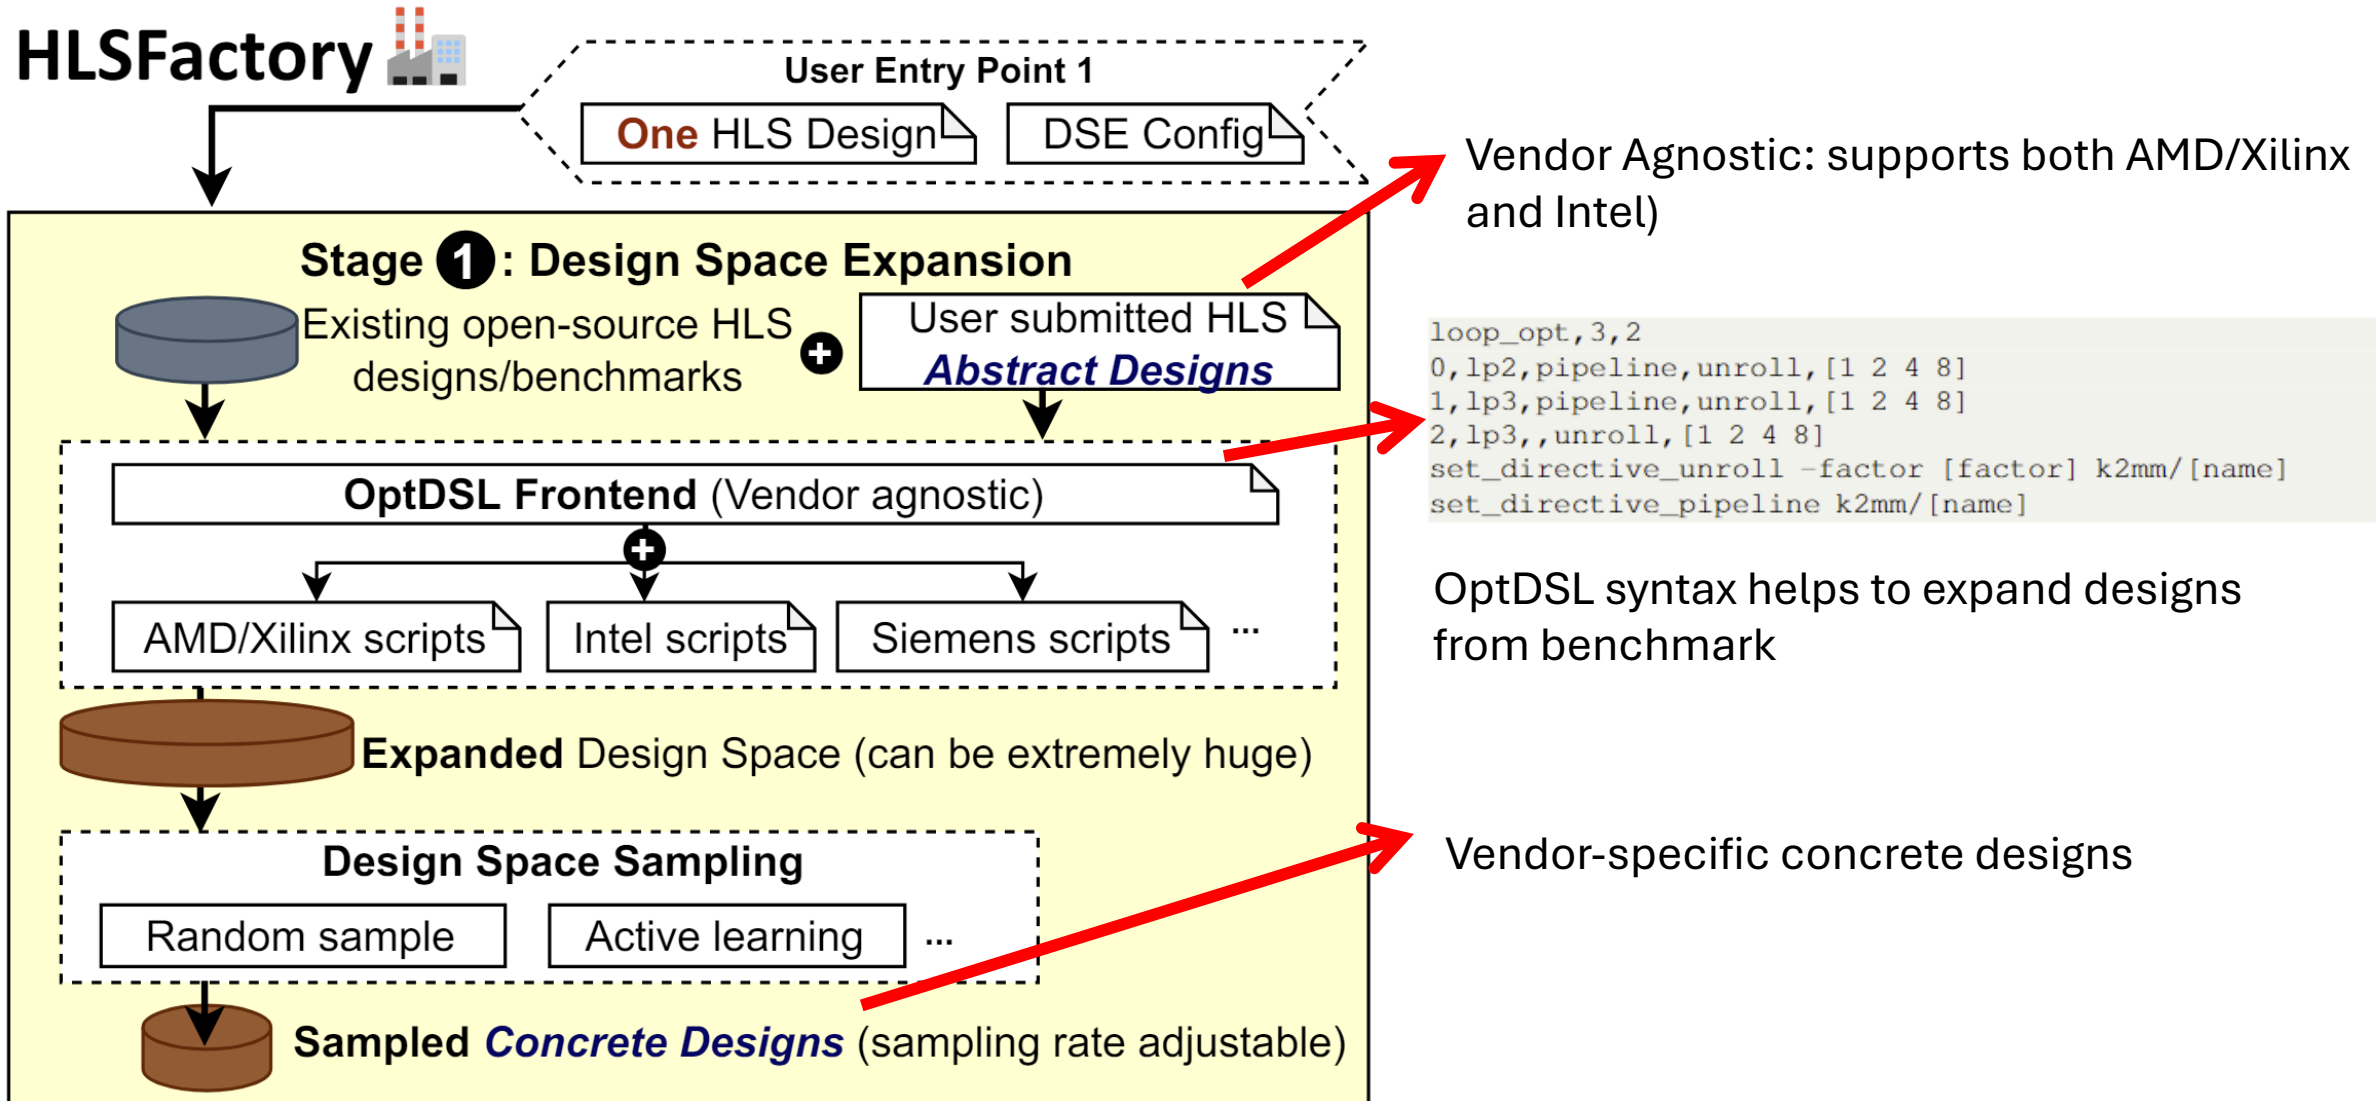 HLSFactory
User Entry Point 1
One HLS Design
DSE Config
Vendor Agnostic: supports both AMD/Xilinx
and Intel)
Stage 1: Design Space Expansion
Existing open-source HLS
designs/benchmarks
+
User submitted HLS
Abstract Designs
loop_opt,3,2
0,lp2,pipeline,unroll,[1 2 4 8]
1,lp3,pipeline,unroll,[1 2 4 8]
2,lp3,,unroll,[1 2 4 8]
set_directive_unroll -factor [factor] k2mm/[name]
set_directive_pipeline k2mm/[name]
OptDSL Frontend (Vendor agnostic)
+
AMD/Xilinx scripts
Intel scripts
Siemens scripts
...
OptDSL syntax helps to expand designs
from benchmark
Expanded Design Space (can be extremely huge)
Design Space Sampling
Random sample
Active learning
...
Vendor-specific concrete designs
Sampled Concrete Designs (sampling rate adjustable)